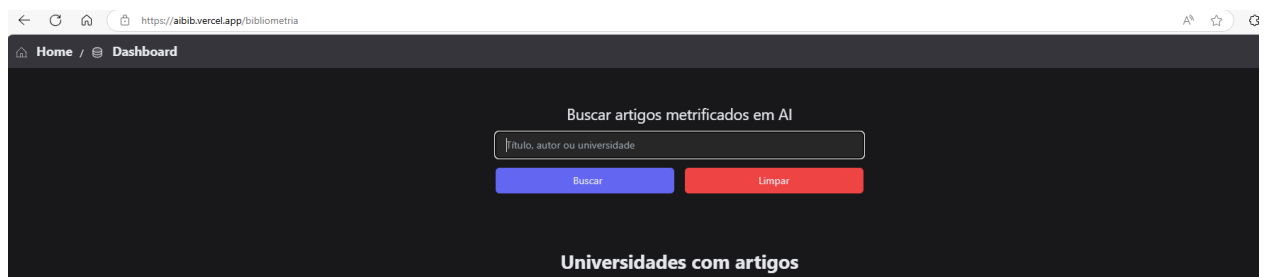 https://aibib.vercel.app/bibliometria
Home / Dashboard
Buscar artigos metrificados em AI
Título, autor ou universidade
Buscar Limpar
Universidades com artigos